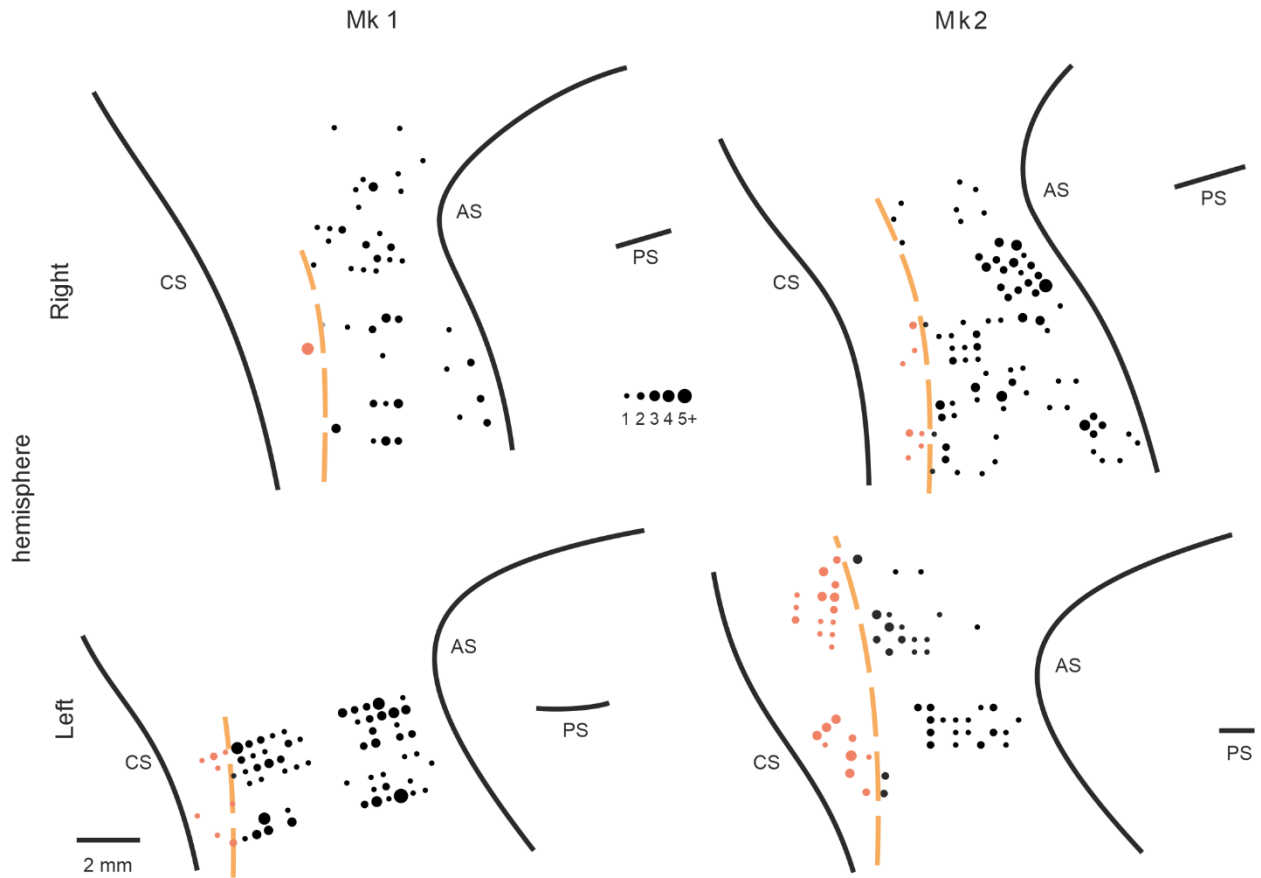 Mk 1
Mk2
Right
hemisphere
Left
CS
AS
PS
1 2 3 4 5+
CS
AS
PS
CS
AS
PS
2 mm
CS
AS
PS